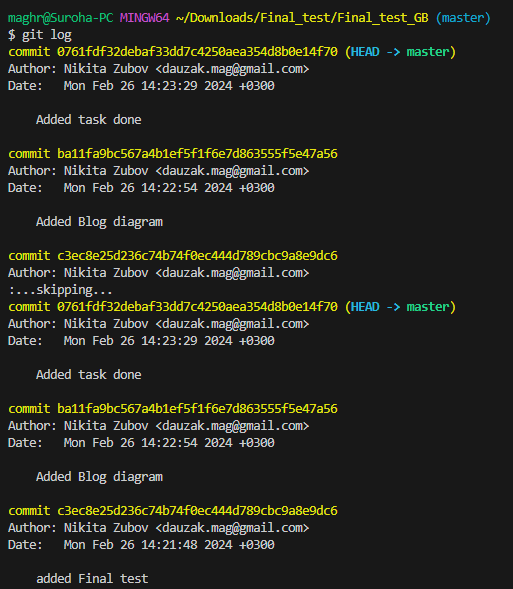 maghr@Suroha-PC MINGW64 ~/Downloads/Final_test/Final_test_GB (master)
$ git log
commit 0761fdf32debaf33dd7c4250aea354d8b0e14f70 (HEAD -> master)
Author: Nikita Zubov <dauzak.mag@gmail.com>
Date:   Mon Feb 26 14:23:29 2024 +0300

    Added task done

commit ba11fa9bc567a4b1ef5f1f6e7d863555f5e47a56
Author: Nikita Zubov <dauzak.mag@gmail.com>
Date:   Mon Feb 26 14:22:54 2024 +0300

    Added Blog diagram

commit c3ec8e25d236c74b74f0ec444d789cbc9a8e9dc6
Author: Nikita Zubov <dauzak.mag@gmail.com>
:...skipping...
commit 0761fdf32debaf33dd7c4250aea354d8b0e14f70 (HEAD -> master)
Author: Nikita Zubov <dauzak.mag@gmail.com>
Date:   Mon Feb 26 14:23:29 2024 +0300

    Added task done

commit ba11fa9bc567a4b1ef5f1f6e7d863555f5e47a56
Author: Nikita Zubov <dauzak.mag@gmail.com>
Date:   Mon Feb 26 14:22:54 2024 +0300

    Added Blog diagram

commit c3ec8e25d236c74b74f0ec444d789cbc9a8e9dc6
Author: Nikita Zubov <dauzak.mag@gmail.com>
Date:   Mon Feb 26 14:21:48 2024 +0300

    added Final test